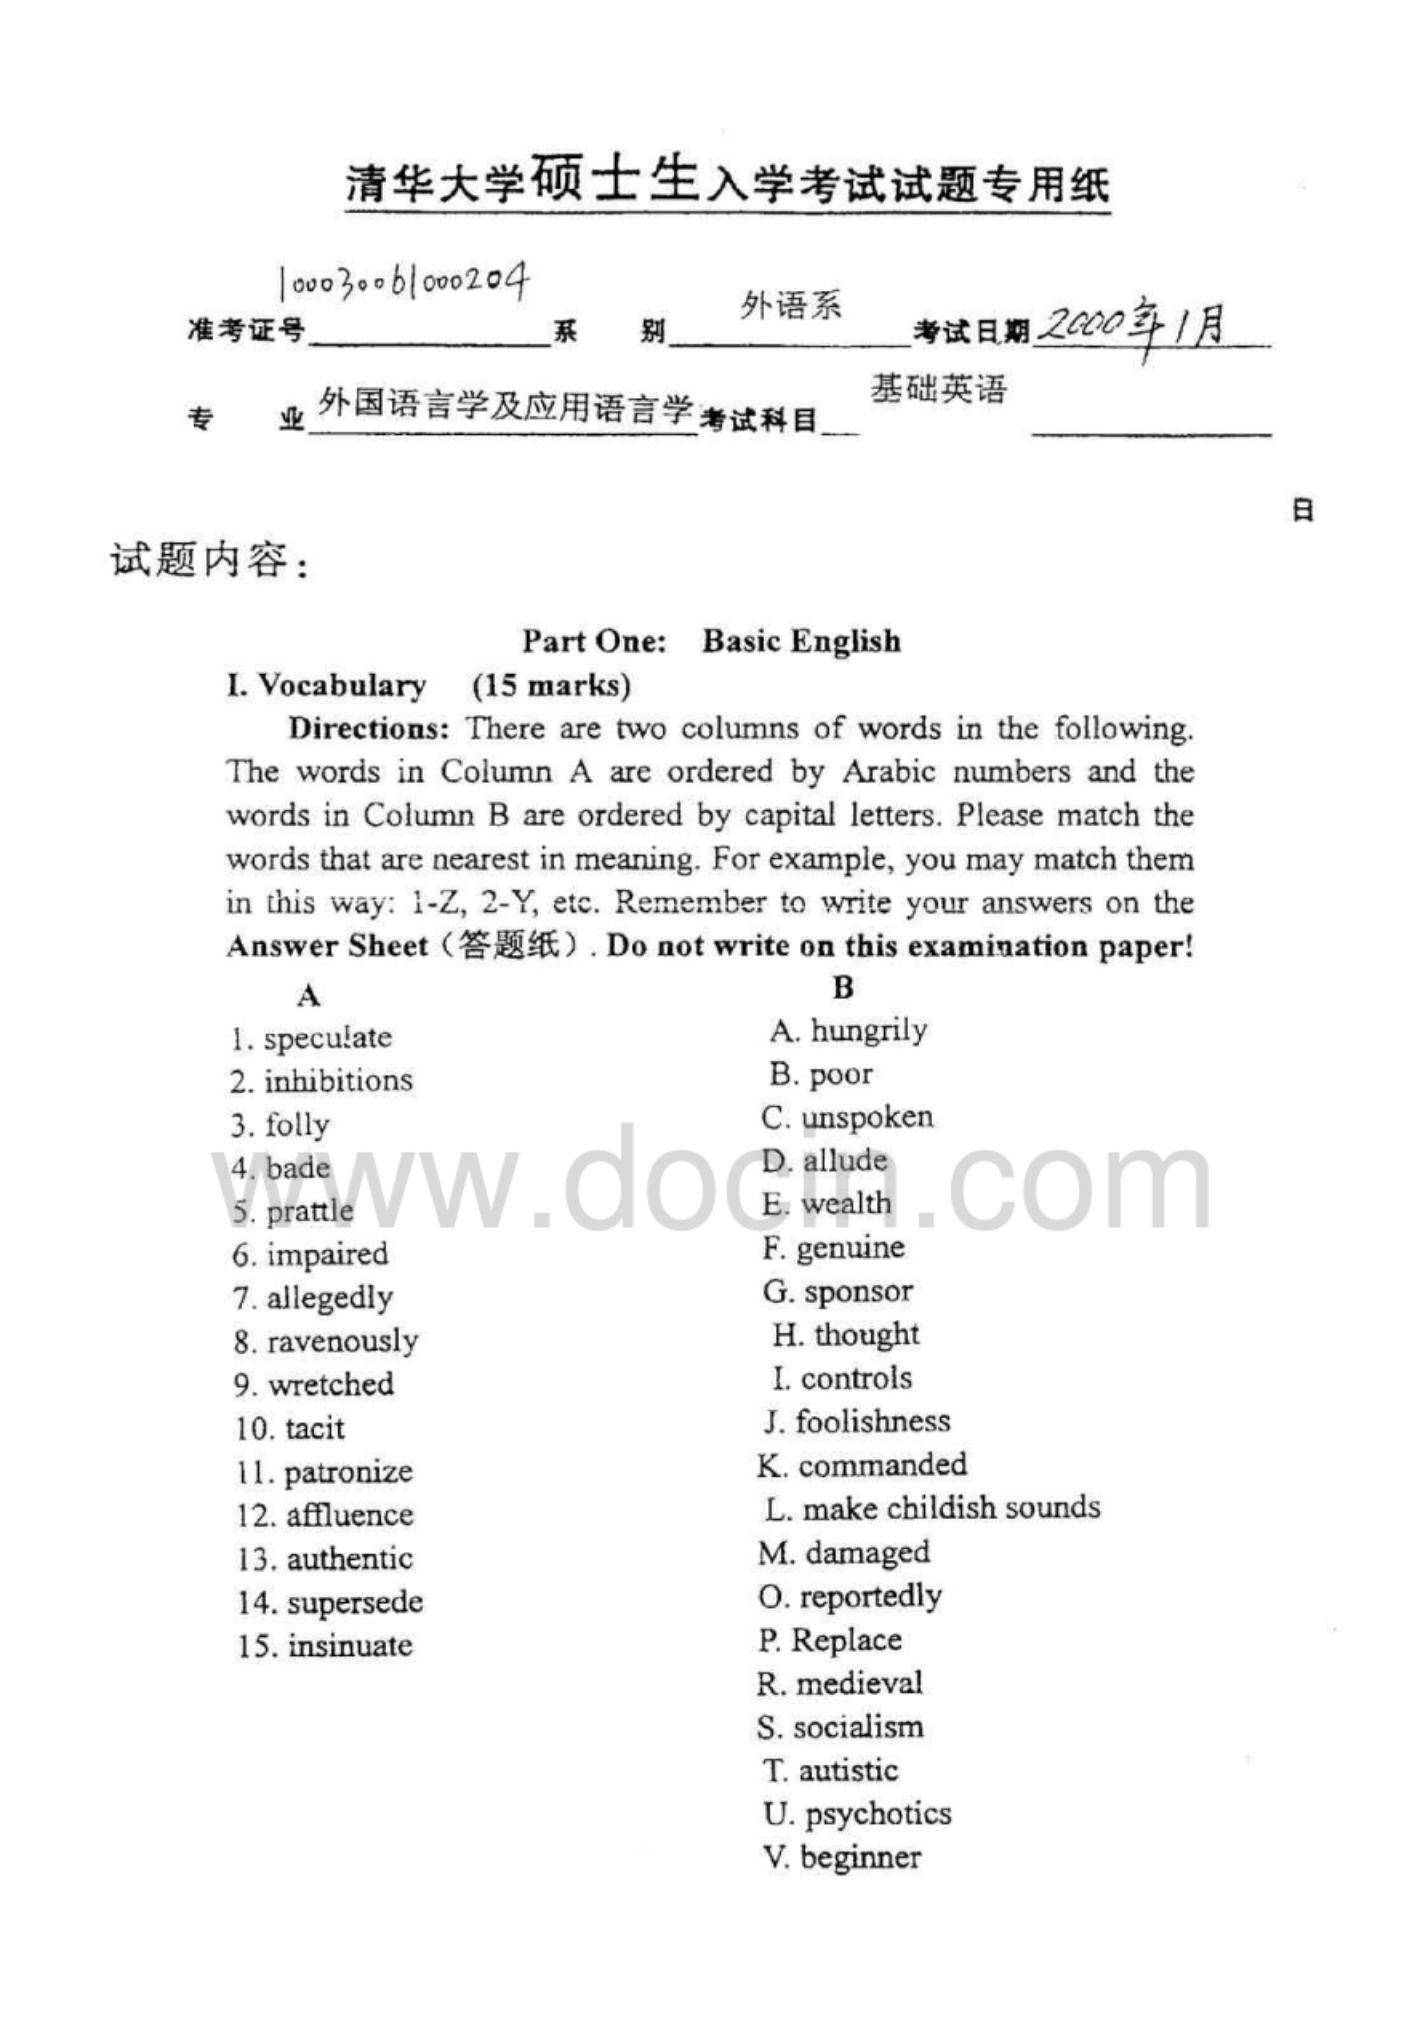 清华大学硕士生入学考试试题专用纸
准考证号 100030061000204 系 别 外语系 考试日期 2000年1月
专 业 外国语言学及应用语言学 考试科目 基础英语
日
试题内容：
Part One: Basic English
I. Vocabulary (15 marks)
Directions: There are two columns of words in the following.
The words in Column A are ordered by Arabic numbers and the
words in Column B are ordered by capital letters. Please match the
words that are nearest in meaning. For example, you may match them
in this way: 1-Z, 2-Y, etc. Remember to write your answers on the
Answer Sheet（答题纸）. Do not write on this examination paper!
A
1. speculate
2. inhibitions
3. folly
4. bade
5. prattle
6. impaired
7. allegedly
8. ravenously
9. wretched
10. tacit
11. patronize
12. affluence
13. authentic
14. supersede
15. insinuate
B
A. hungrily
B. poor
C. unspoken
D. allude
E. wealth
F. genuine
G. sponsor
H. thought
I. controls
J. foolishness
K. commanded
L. make childish sounds
M. damaged
O. reportedly
P. Replace
R. medieval
S. socialism
T. autistic
U. psychotics
V. beginner
www.docin.com